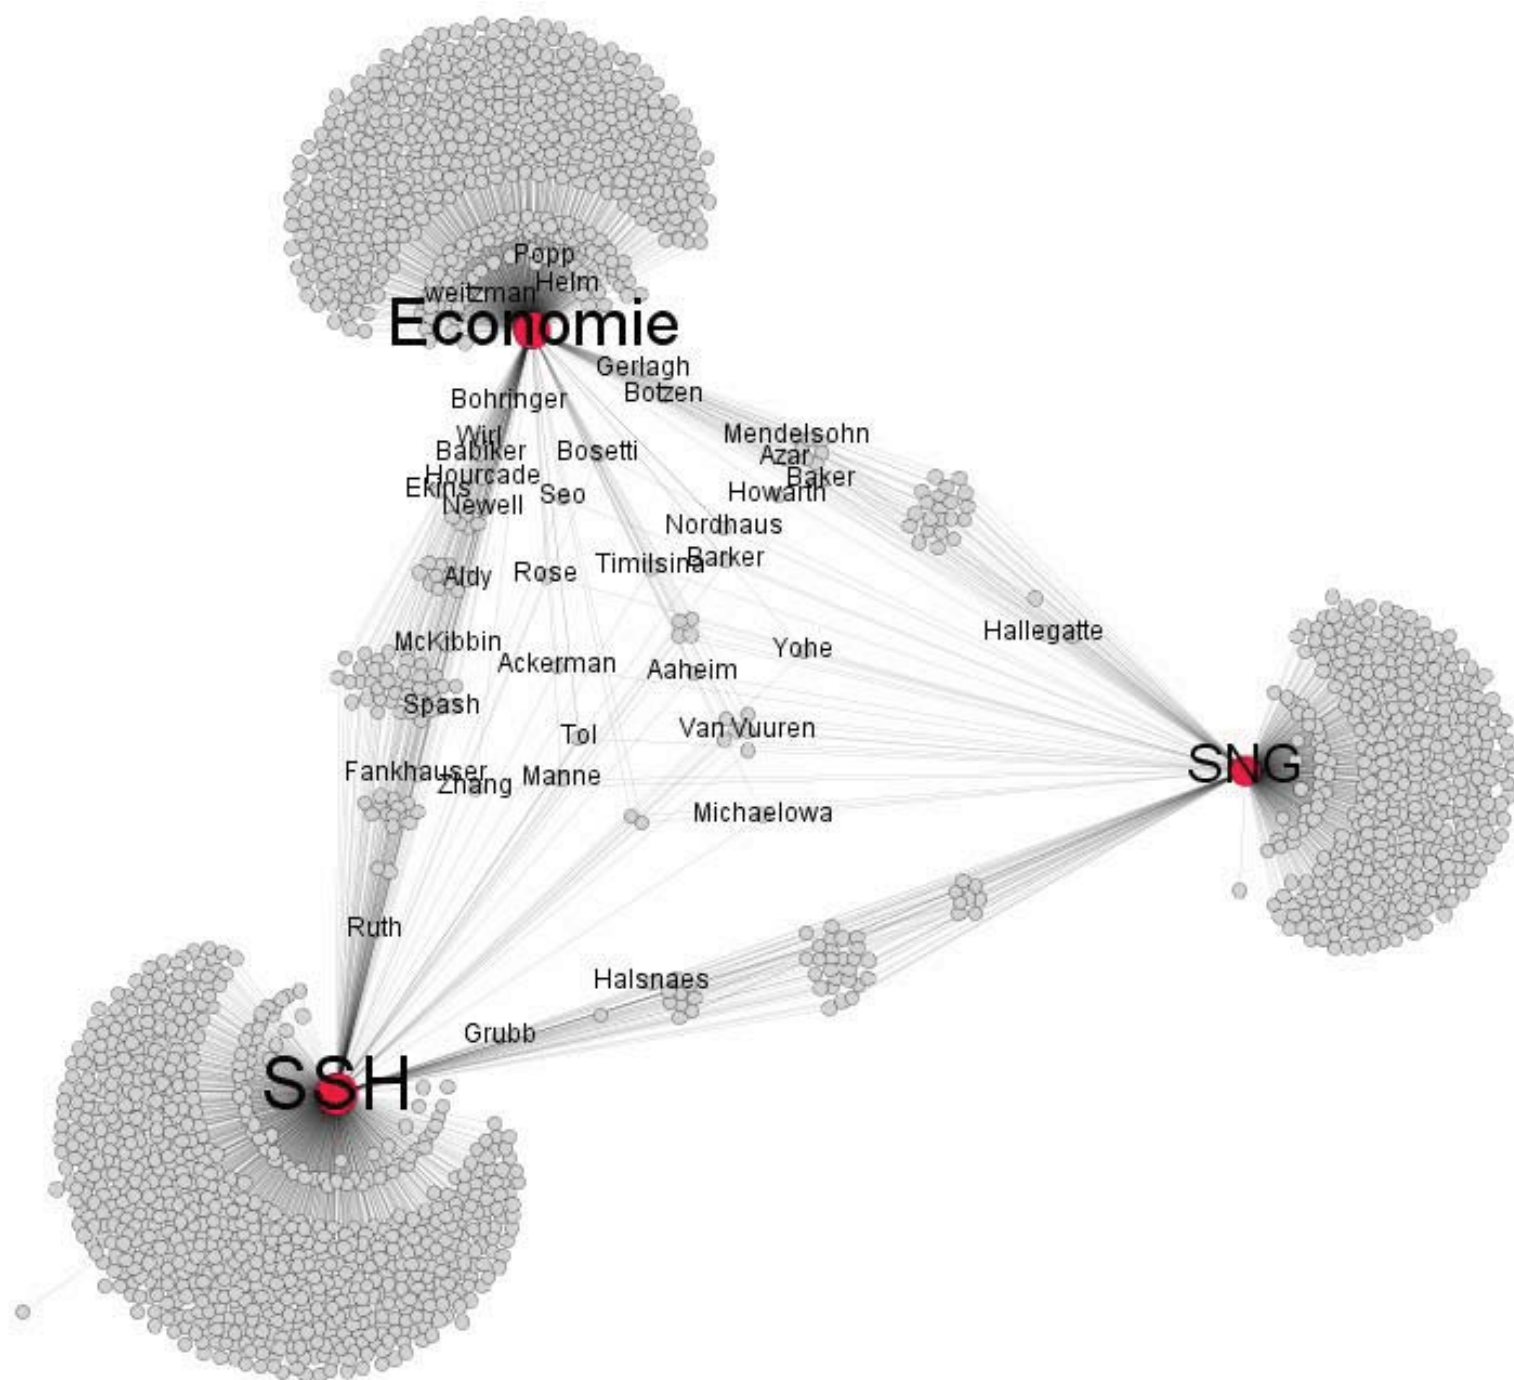 Popp
Helm
weitzman
Economie
Gerlagh
Botzen
Bohringer
Wirl
Mendelsohn
Babiker
Bosetti
Azar
Hourcade
Baker
Ekins
Seo
Howarth
Newell
Nordhaus
Barker
Timilsina
Aldy
Rose
Hallegatte
McKibbin
Yohe
Ackerman
Aaheim
Spash
Van Vuuren
Tol
SNG
Fankhauser
Manne
Zhang
Michaelowa
Ruth
Halsnaes
Grubb
SSH